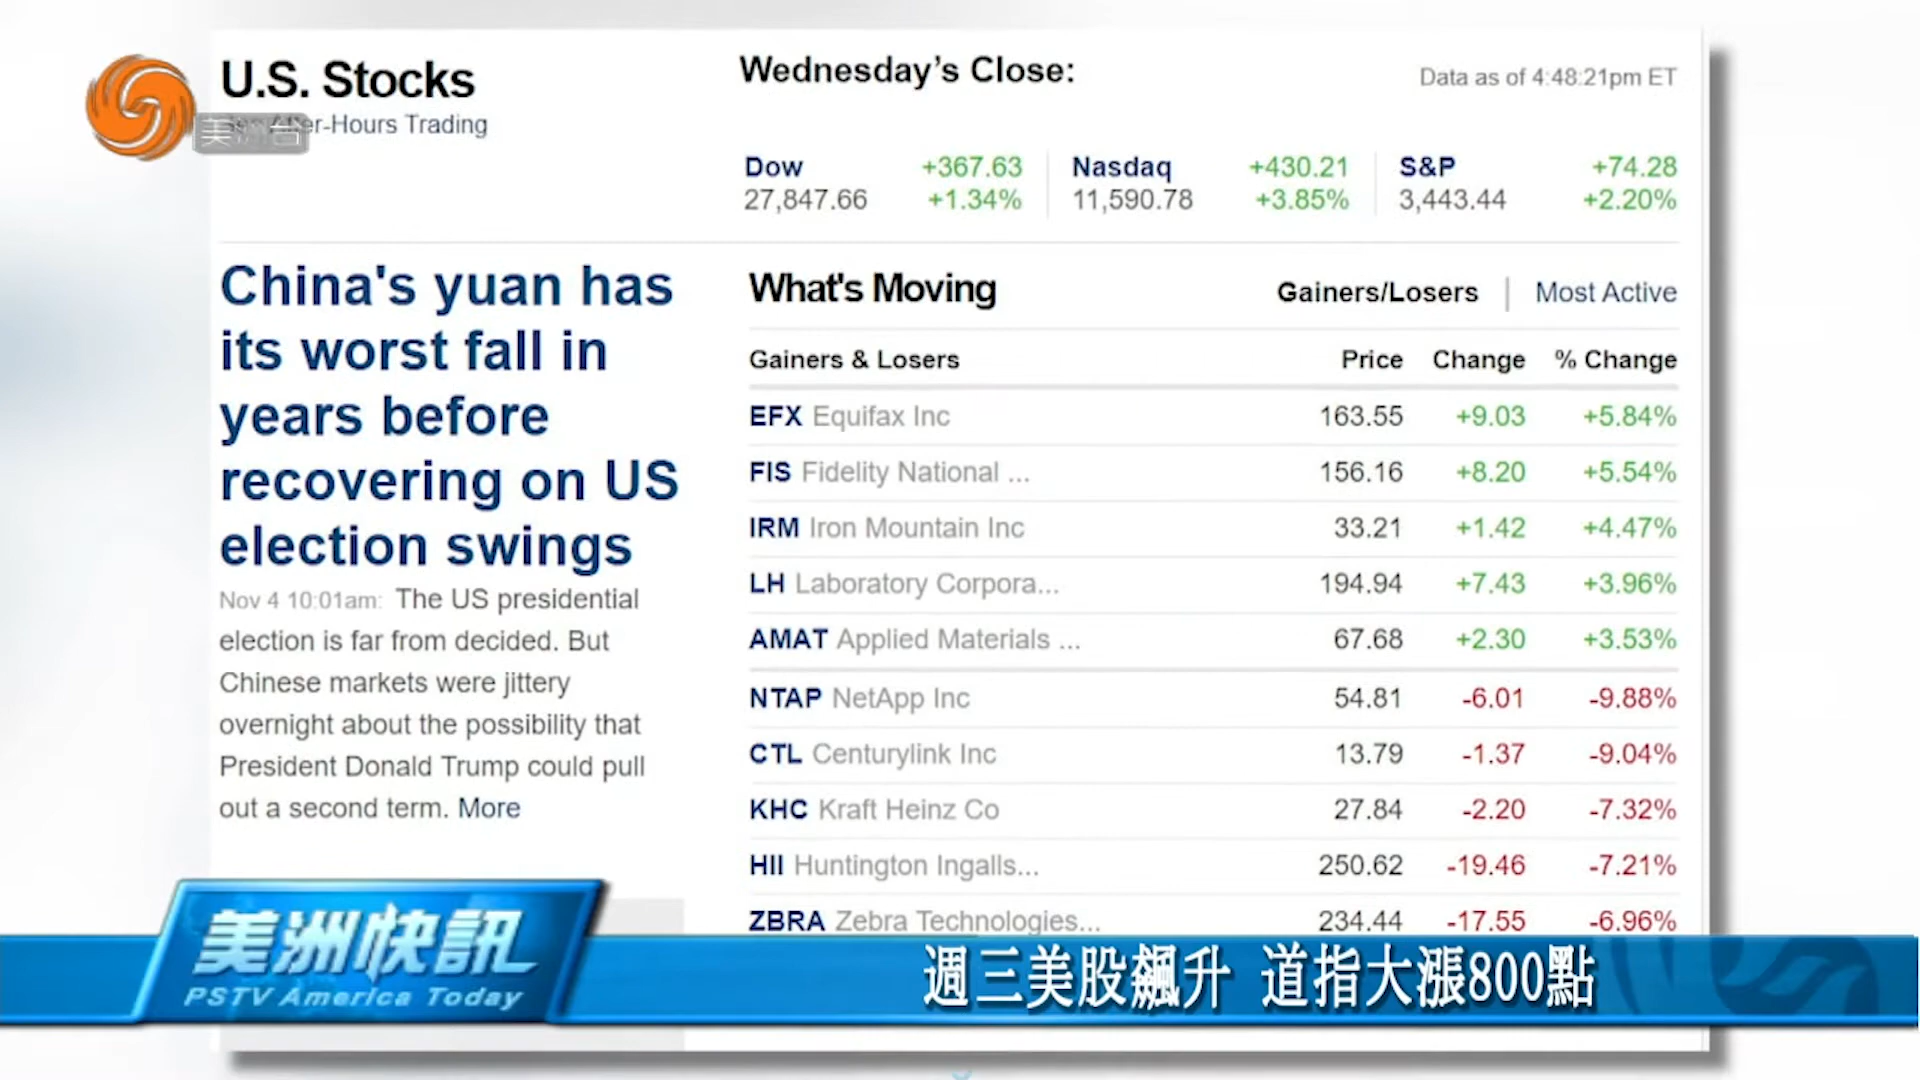 U.S. Stocks
美洲台
er-Hours Trading
Wednesday’s Close:
Data as of 4:48:21pm ET
Dow +367.63
27,847.66 +1.34%
Nasdaq +430.21
11,590.78 +3.85%
S&P +74.28
3,443.44 +2.20%
China's yuan has
its worst fall in
years before
recovering on US
election swings
Nov 4 10:01am: The US presidential
election is far from decided. But
Chinese markets were jittery
overnight about the possibility that
President Donald Trump could pull
out a second term. More
What's Moving
Gainers/Losers | Most Active
Gainers & Losers Price Change % Change
EFX Equifax Inc 163.55 +9.03 +5.84%
FIS Fidelity National ... 156.16 +8.20 +5.54%
IRM Iron Mountain Inc 33.21 +1.42 +4.47%
LH Laboratory Corpora... 194.94 +7.43 +3.96%
AMAT Applied Materials ... 67.68 +2.30 +3.53%
NTAP NetApp Inc 54.81 -6.01 -9.88%
CTL Centurylink Inc 13.79 -1.37 -9.04%
KHC Kraft Heinz Co 27.84 -2.20 -7.32%
HII Huntington Ingalls... 250.62 -19.46 -7.21%
ZBRA Zebra Technologies... 234.44 -17.55 -6.96%
美洲快訊
PSTV America Today
週三美股飆升 道指大漲800點